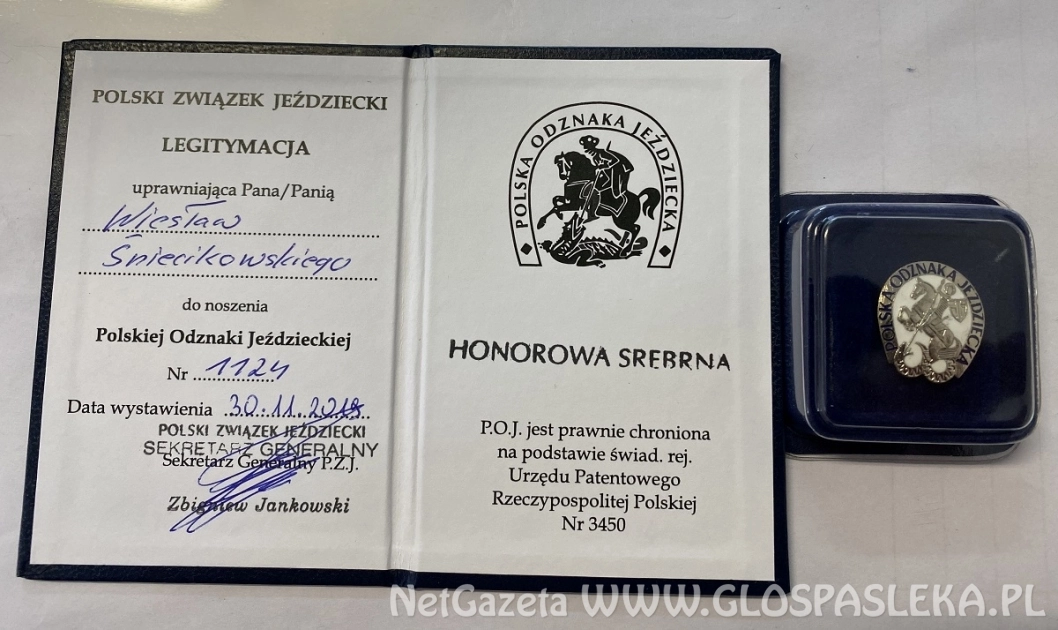 POLSKI ZWIĄZEK JEŹDZIECKI
LEGITYMACJA
uprawniająca Pana/Panią
Wiesław
Śniecikowskiego
do noszenia
Polskiej Odznaki Jeździeckiej
Nr 1124
Data wystawienia 30.11.2018
POLSKI ZWIĄZEK JEŹDZIECKI
SEKRETARZ GENERALNY
Sekretarz Generalny P.Z.J.
Zbigniew Jankowski
POLSKA ODZNAKA JEŹDZIECKA
HONOROWA SREBRNA
P.O.J. jest prawnie chroniona
na podstawie świad. rej.
Urzędu Patentowego
Rzeczypospolitej Polskiej
Nr 3450
POLSKA ODZNAKA JEŹDZIECKA
NetGazeta WWW.GLOSPASLEKA.PL